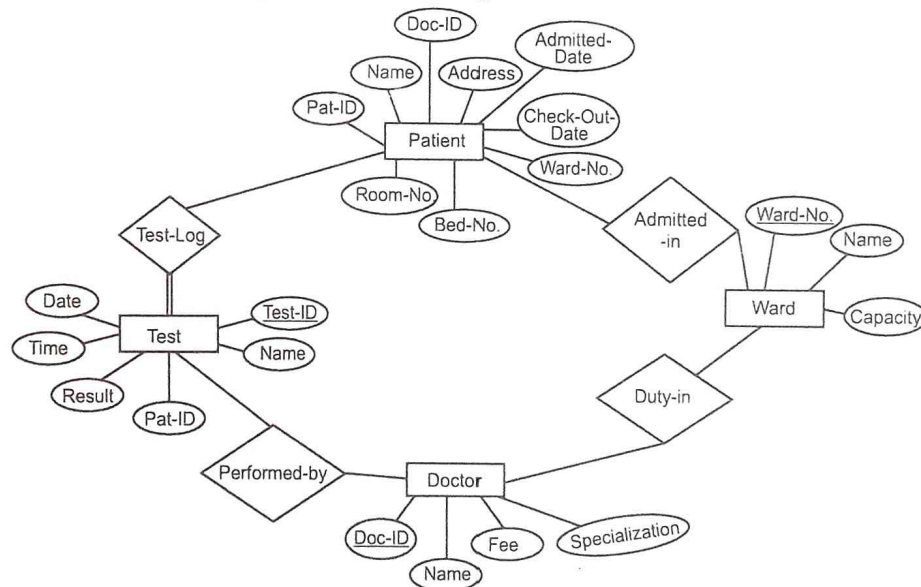 Doc-ID
Admitted-
Date
Name
Address
Pat-ID
Check-Out-
Date
Patient
Ward-No.
Room-No.
Bed-No.
Test-Log
Admitted
-in
Ward-No.
Name
Ward
Capacity
Date
Test-ID
Time
Test
Name
Result
Pat-ID
Duty-in
Performed-by
Doctor
Doc-ID
Name
Fee
Specialization